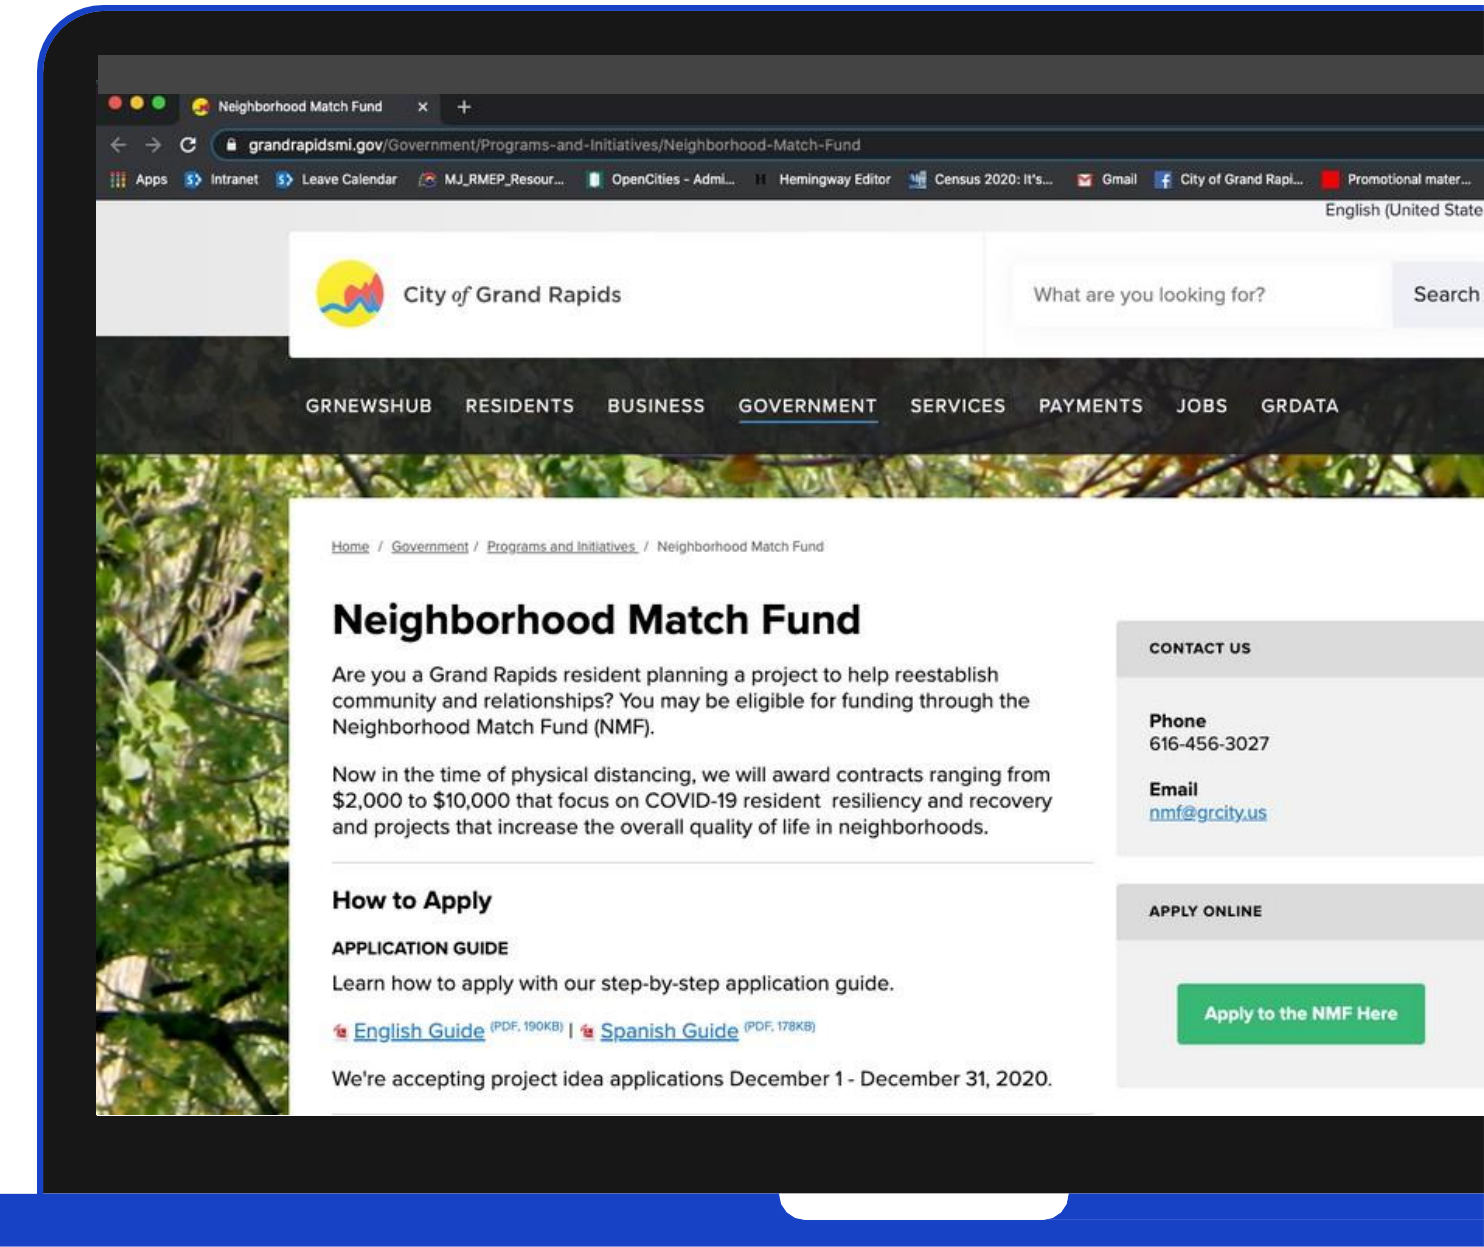 Neighborhood Match Fund
grandrapidsmi.gov/Government/Programs-and-Initiatives/Neighborhood-Match-Fund
Apps Intranet Leave Calendar MJ_RMEP_Resour... OpenCities - Admi... Hemingway Editor Census 2020: It's... Gmail City of Grand Rapi... Promotional mater...
English (United State
City of Grand Rapids
What are you looking for? Search
GRNEWSHUB RESIDENTS BUSINESS GOVERNMENT SERVICES PAYMENTS JOBS GRDATA
Home / Government / Programs and Initiatives / Neighborhood Match Fund
Neighborhood Match Fund
Are you a Grand Rapids resident planning a project to help reestablish
community and relationships? You may be eligible for funding through the
Neighborhood Match Fund (NMF).
Now in the time of physical distancing, we will award contracts ranging from
$2,000 to $10,000 that focus on COVID-19 resident resiliency and recovery
and projects that increase the overall quality of life in neighborhoods.
How to Apply
APPLICATION GUIDE
Learn how to apply with our step-by-step application guide.
English Guide (PDF, 190KB) | Spanish Guide (PDF, 178KB)
We're accepting project idea applications December 1 - December 31, 2020.
CONTACT US
Phone
616-456-3027
Email
nmf@grcity.us
APPLY ONLINE
Apply to the NMF Here